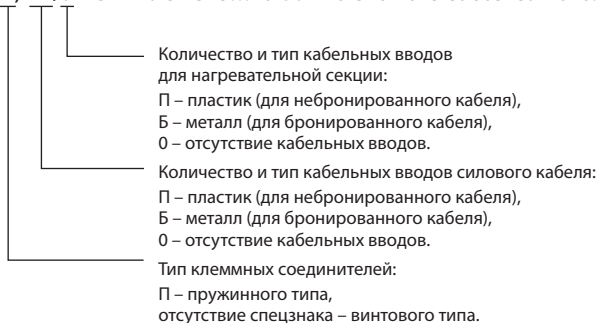 Количество и тип кабельных вводов
для нагревательной секции:
П – пластик (для небронированного кабеля),
Б – металл (для бронированного кабеля),
0 – отсутствие кабельных вводов.
Количество и тип кабельных вводов силового кабеля:
П – пластик (для небронированного кабеля),
Б – металл (для бронированного кабеля),
0 – отсутствие кабельных вводов.
Тип клеммных соединителей:
П – пружинного типа,
отсутствие спецзнака – винтового типа.